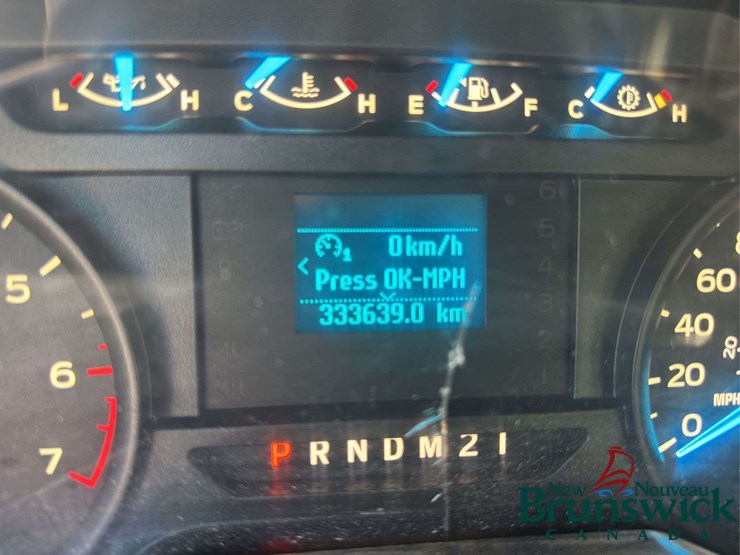 L H C H E F C H
0 km/h
Press OK-MPH
333639.0 km
5
6
7
P R N D M 2 1
60
40
20
20
MPH
0
New Nouveau
Brunswick
CANADA